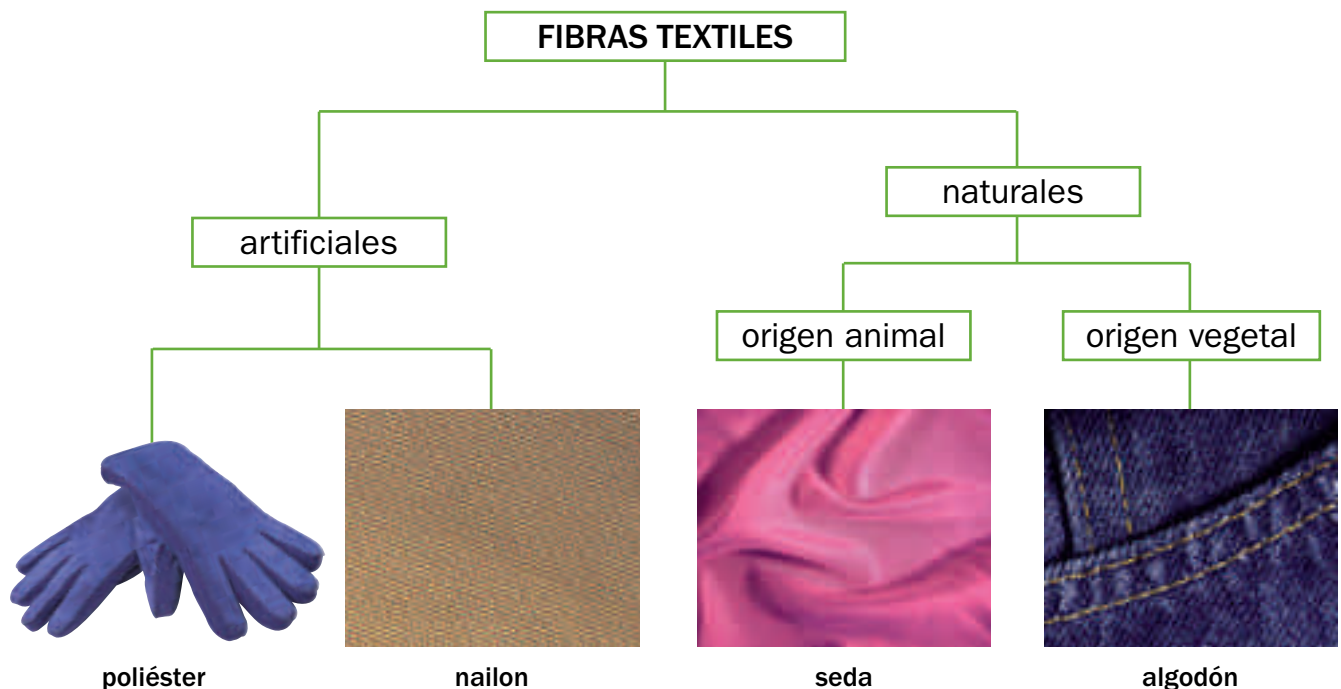 FIBRAS TEXTILES
naturales
artificiales
origen animal
origen vegetal
poliéster
nailon
seda
algodón